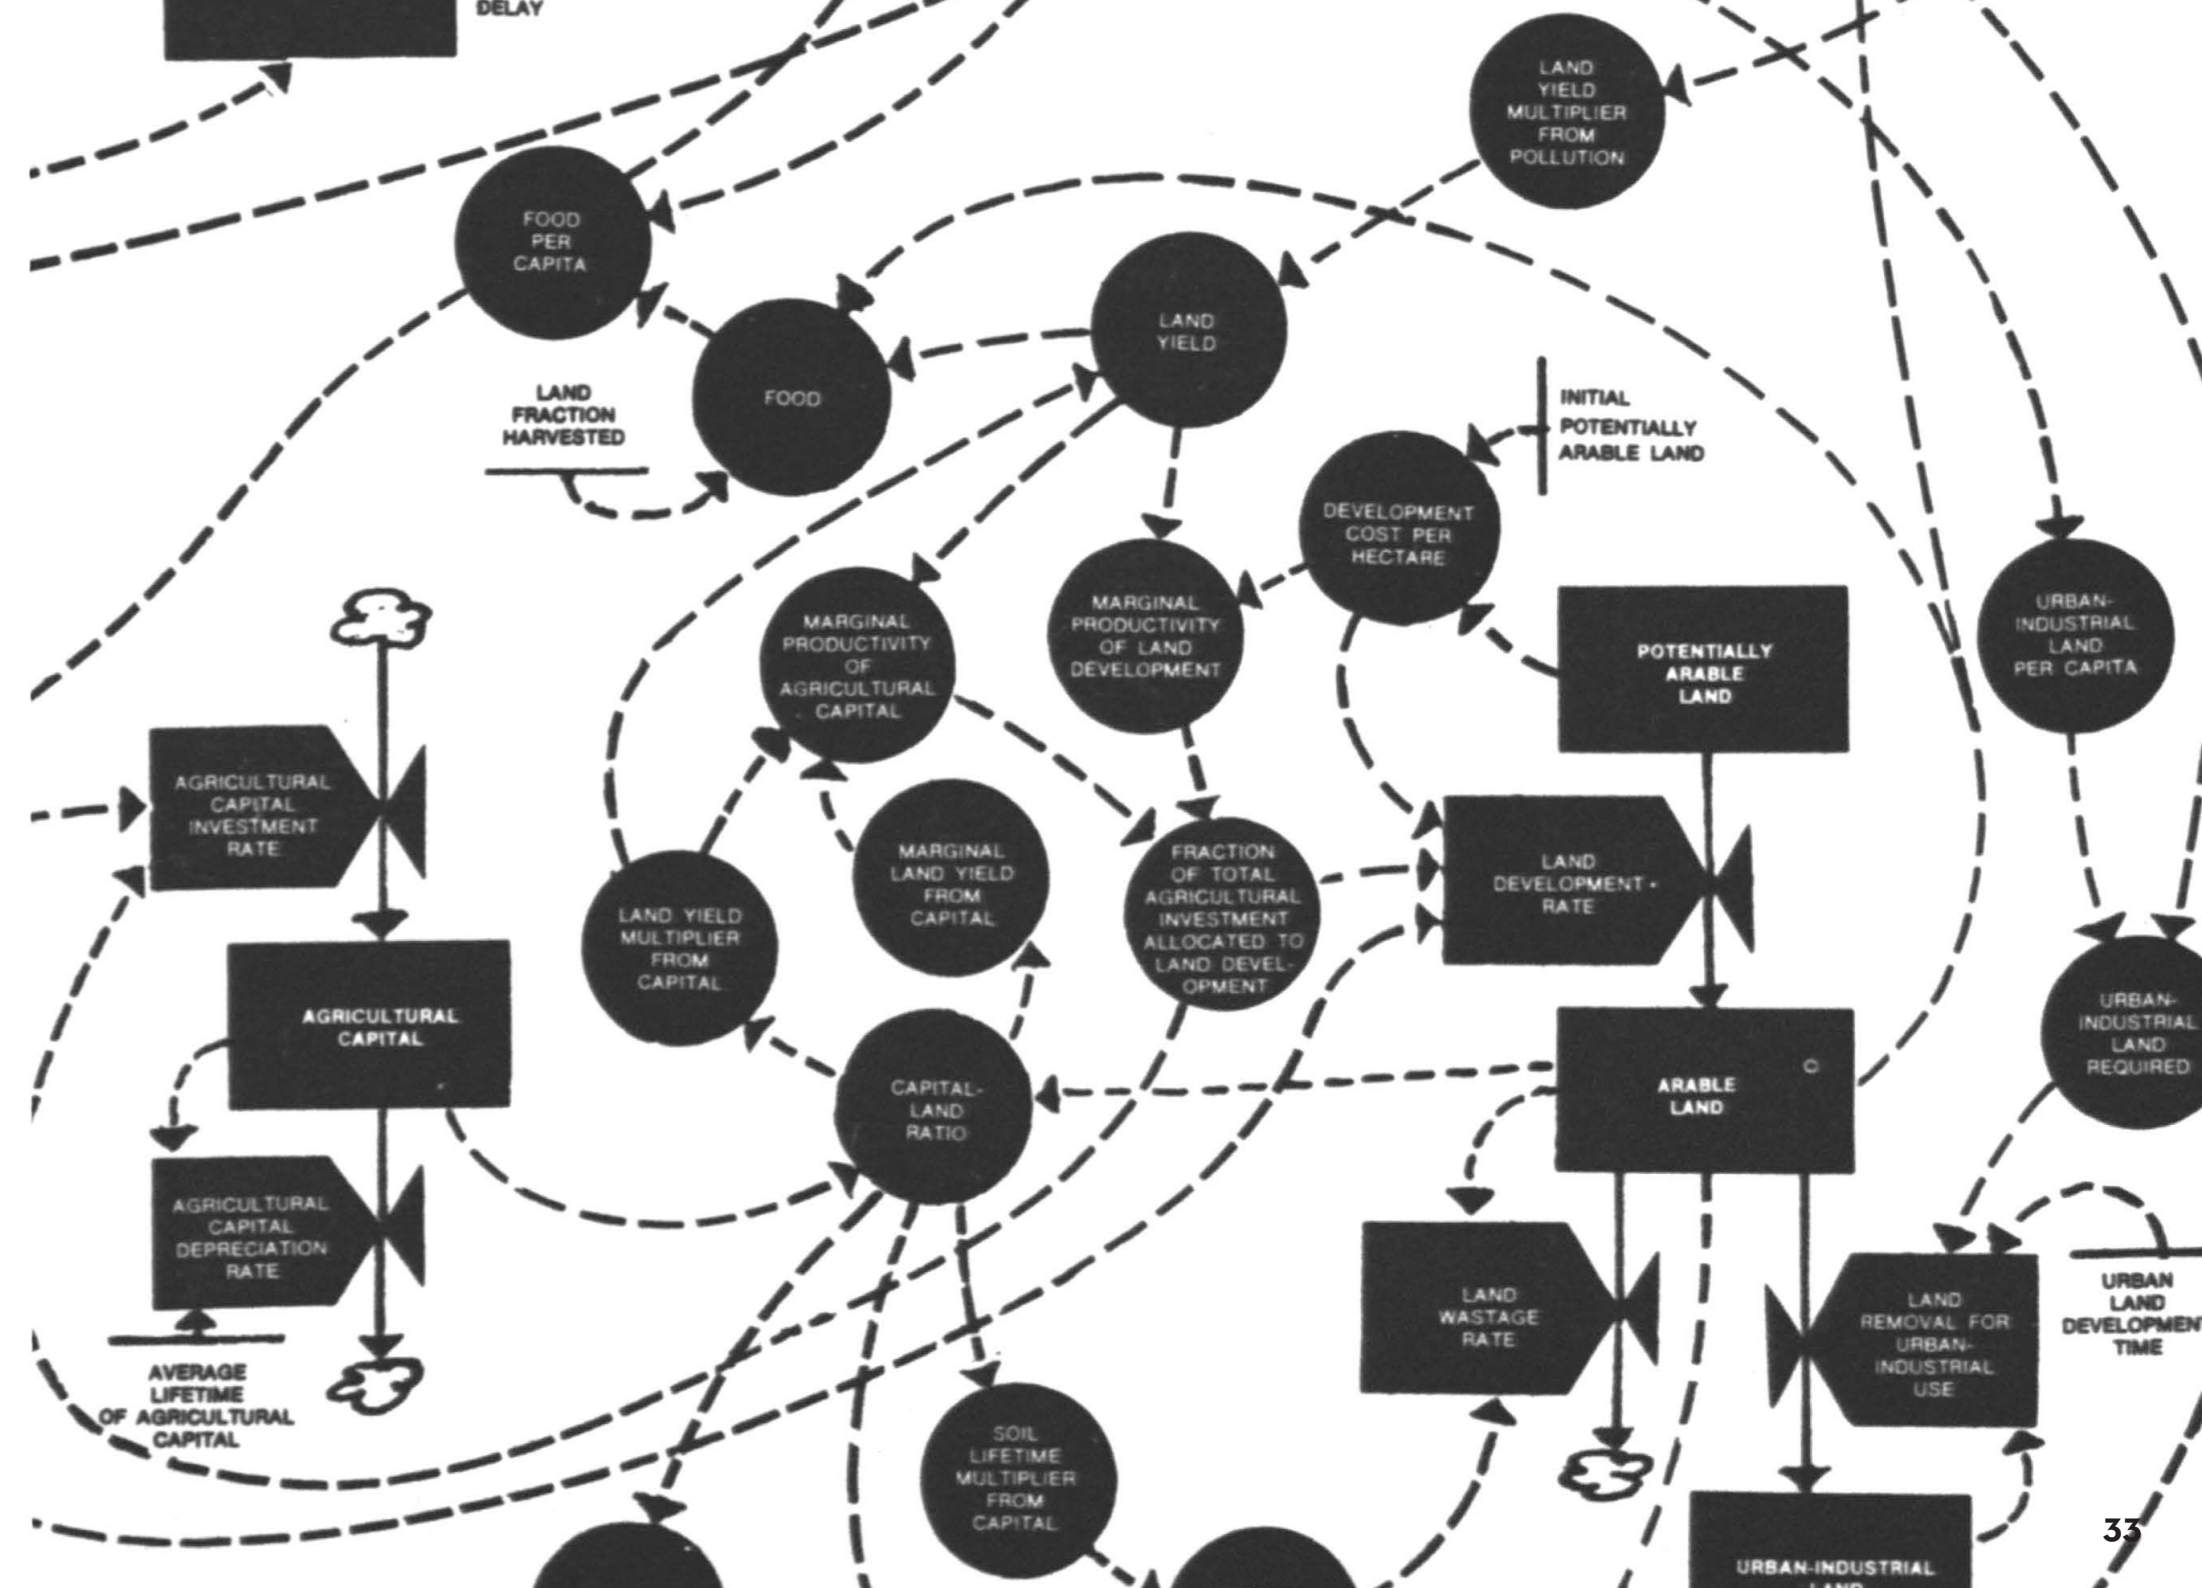 DELAY
LAND
YIELD
MULTIPLIER
FROM
POLLUTION
FOOD
PER
CAPITA
LAND
YIELD
FOOD
LAND
FRACTION
HARVESTED
INITIAL
POTENTIALLY
ARABLE LAND
DEVELOPMENT
COST PER
HECTARE
MARGINAL
PRODUCTIVITY
OF
AGRICULTURAL
CAPITAL
MARGINAL
PRODUCTIVITY
OF LAND
DEVELOPMENT
POTENTIALLY
ARABLE
LAND
URBAN-
INDUSTRIAL
LAND
PER CAPITA
AGRICULTURAL
CAPITAL
INVESTMENT
RATE
LAND YIELD
MULTIPLIER
FROM
CAPITAL
MARGINAL
LAND YIELD
FROM
CAPITAL
FRACTION
OF TOTAL
AGRICULTURAL
INVESTMENT
ALLOCATED TO
LAND DEVEL-
OPMENT
LAND
DEVELOPMENT
RATE
AGRICULTURAL
CAPITAL
CAPITAL-
LAND
RATIO
ARABLE
LAND
URBAN-
INDUSTRIAL
LAND
REQUIRED
AGRICULTURAL
CAPITAL
DEPRECIATION
RATE
AVERAGE
LIFETIME
OF AGRICULTURAL
CAPITAL
LAND
WASTAGE
RATE
LAND
REMOVAL FOR
URBAN-
INDUSTRIAL
USE
URBAN
LAND
DEVELOPMENT
TIME
SOIL
LIFETIME
MULTIPLIER
FROM
CAPITAL
URBAN-INDUSTRIAL
LAND
33